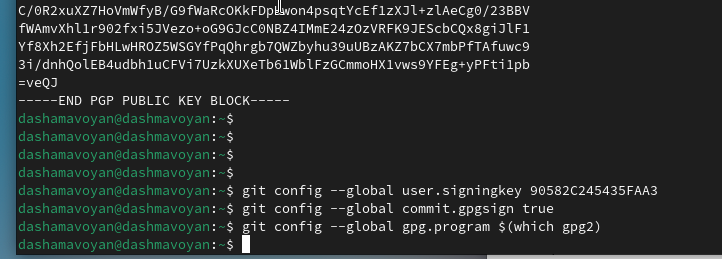 C/0R2xuXZ7HoVmWfyB/G9fWaRcOKkFDpLwon4psqtYcEf1zXJl+zlAeCg0/23BBV
fWAmvXhl1r902fxi5JVezo+oG9GJcC0NBZ4IMmE24zOzVRFK9JEScbCQx8giJlF1
Yf8Xh2EfjFbHLwHROZ5WSGYfPqQhrgb7QWZbyhu39uUBzAKZ7bCX7mbPfTAfuwc9
3i/dnhQolEB4udbh1uCFVi7UzkXUXeTb61WblFzGCmmoHX1vws9YFEg+yPFti1pb
=veQJ
-----END PGP PUBLIC KEY BLOCK-----
dashamavoyan@dashmavoyan:~$
dashamavoyan@dashmavoyan:~$
dashamavoyan@dashmavoyan:~$
dashamavoyan@dashmavoyan:~$
dashamavoyan@dashmavoyan:~$ git config --global user.signingkey 90582C245435FAA3
dashamavoyan@dashmavoyan:~$ git config --global commit.gpgsign true
dashamavoyan@dashmavoyan:~$ git config --global gpg.program $(which gpg2)
dashamavoyan@dashmavoyan:~$